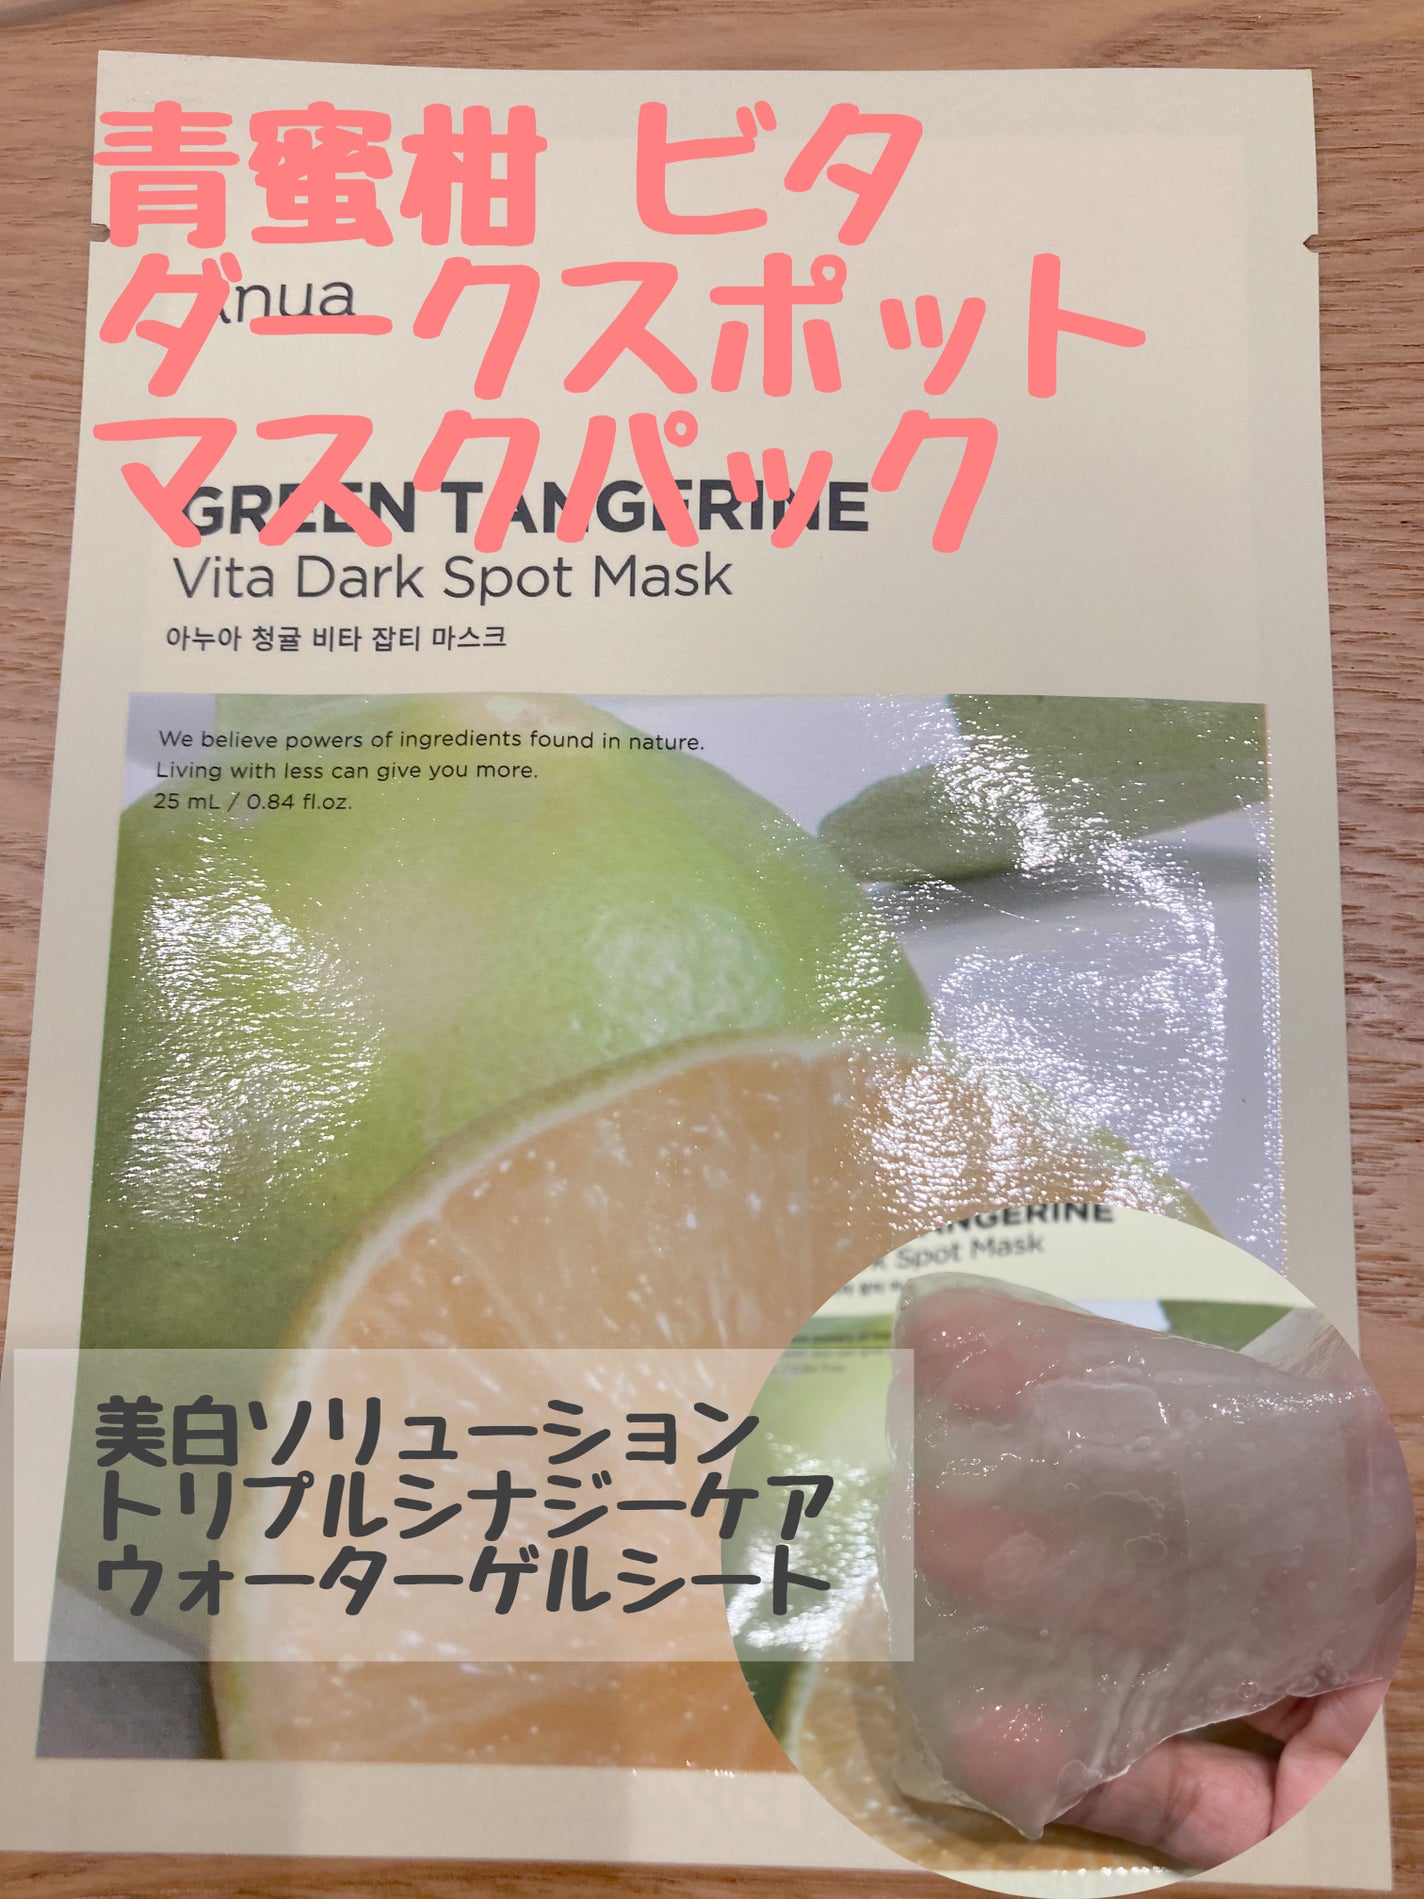 青蜜柑 ビタ
ダークスポット
マスクパック
Anua
GREEN TANGERINE
Vita Dark Spot Mask
아누아 청귤 비타 잡티 마스크
We believe powers of ingredients found in nature.
Living with less can give you more.
25 mL / 0.84 fl.oz.
NGERINE
Spot Mask
美白ソリューション
トリプルシナジーケア
ウォーターゲルシート